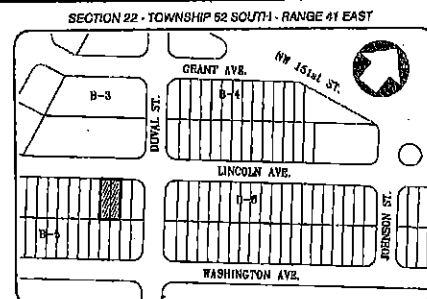 SECTION 22 - TOWNSHIP 52 SOUTH - RANGE 41 EAST
GRANT AVE.
NW 151st ST.
B-3
B-4
DUVAL ST.
LINCOLN AVE.
JOHNSON ST.
WASHINGTON AVE.